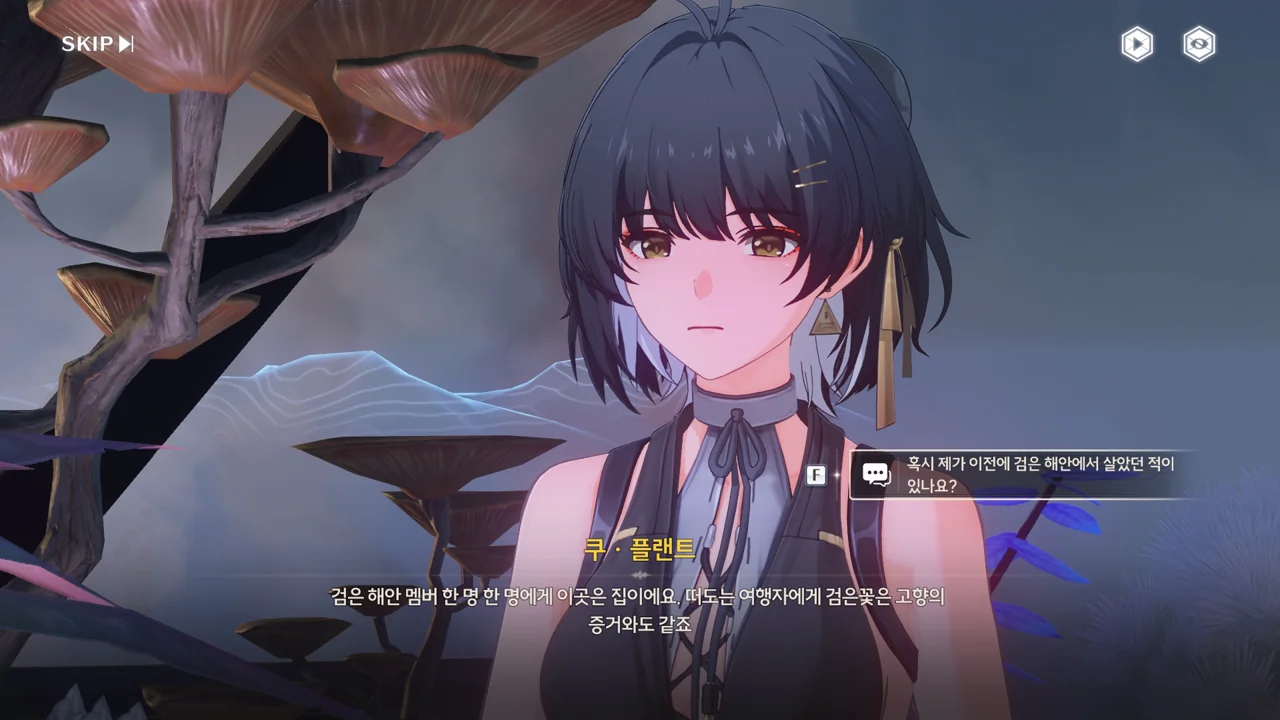 SKIP
혹시 제가 이전에 검은 해안에서 살았던 적이
있나요?
F
쿠 · 플랜트
검은 해안 멤버 한 명 한 명에게 이곳은 집이에요. 떠도는 여행자에게 검은꽃은 고향의
증거와도 같죠